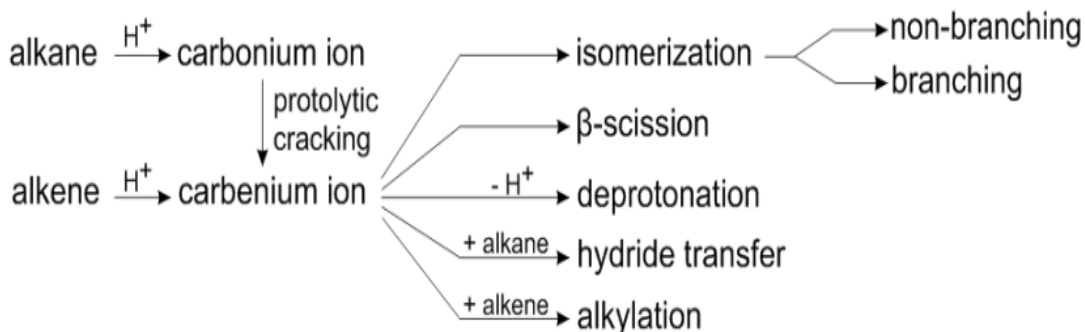 alkane H⁺ carbonium ion isomerization non-branching
branching
protolytic
cracking
β-scission
alkene H⁺ carbenium ion - H⁺ deprotonation
+ alkane hydride transfer
+ alkene alkylation